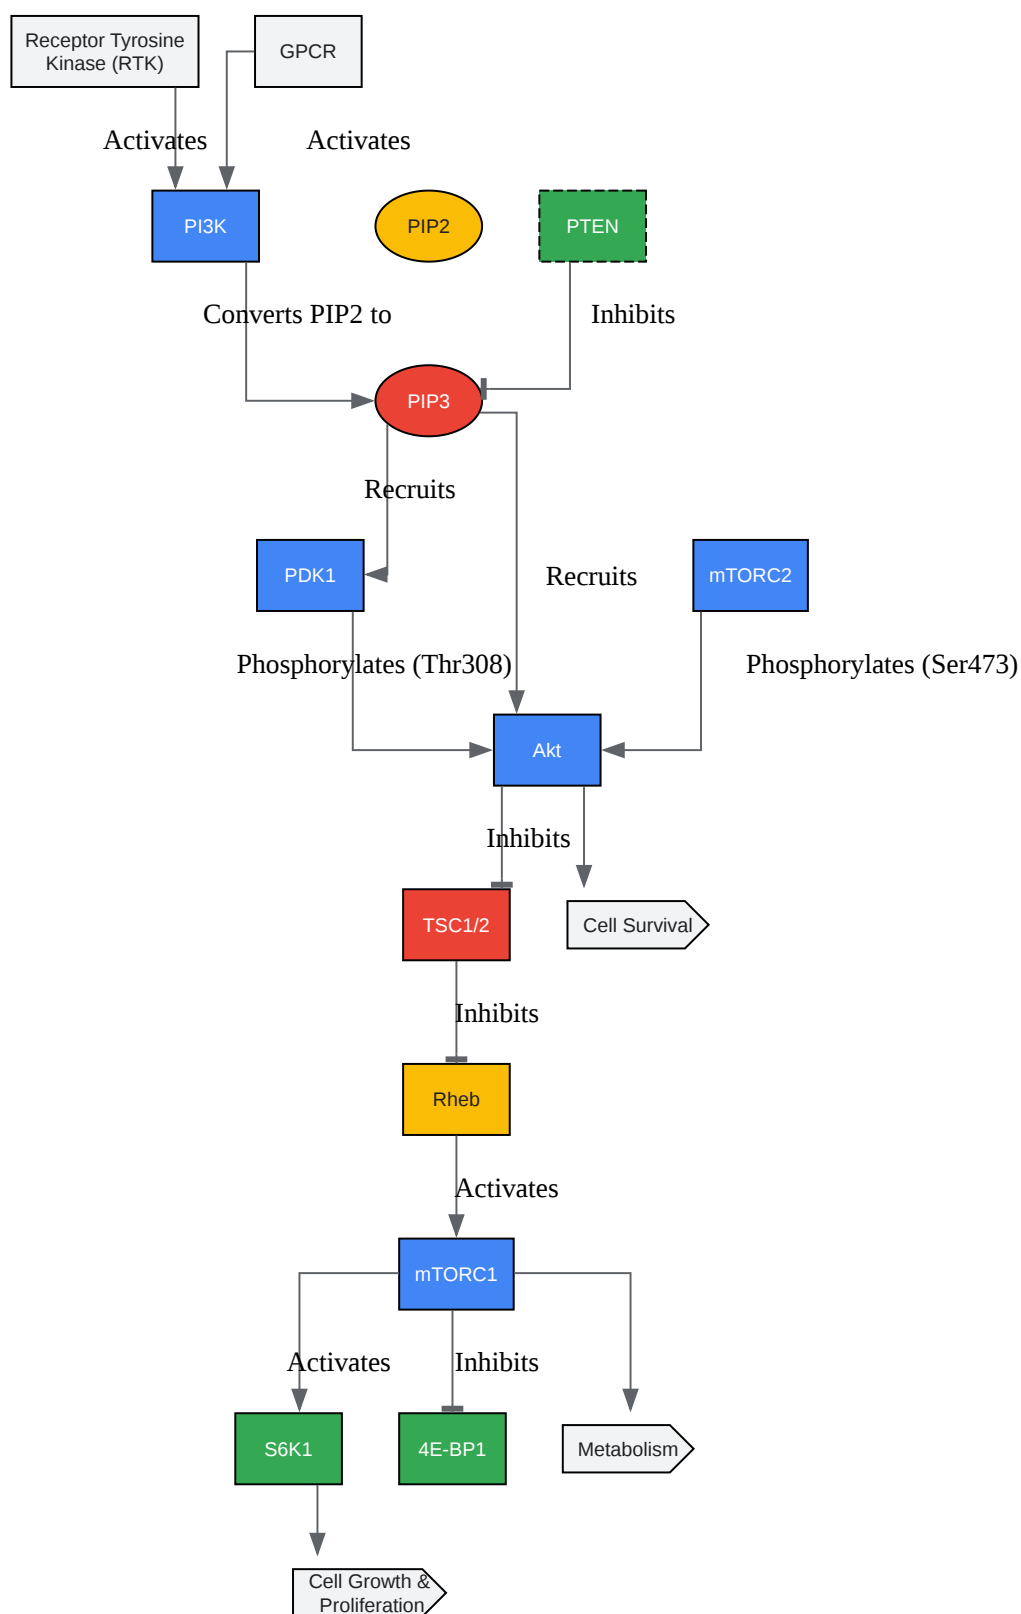 Receptor Tyrosine
Kinase (RTK)
GPCR
Activates
Activates
PI3K
PIP2
PTEN
Converts PIP2 to
Inhibits
PIP3
Recruits
PDK1
Recruits
mTORC2
Phosphorylates (Thr308)
Phosphorylates (Ser473)
Akt
Inhibits
TSC1/2
Cell Survival
Inhibits
Rheb
Activates
mTORC1
Activates
Inhibits
S6K1
4E-BP1
Metabolism
Cell Growth &
Proliferation